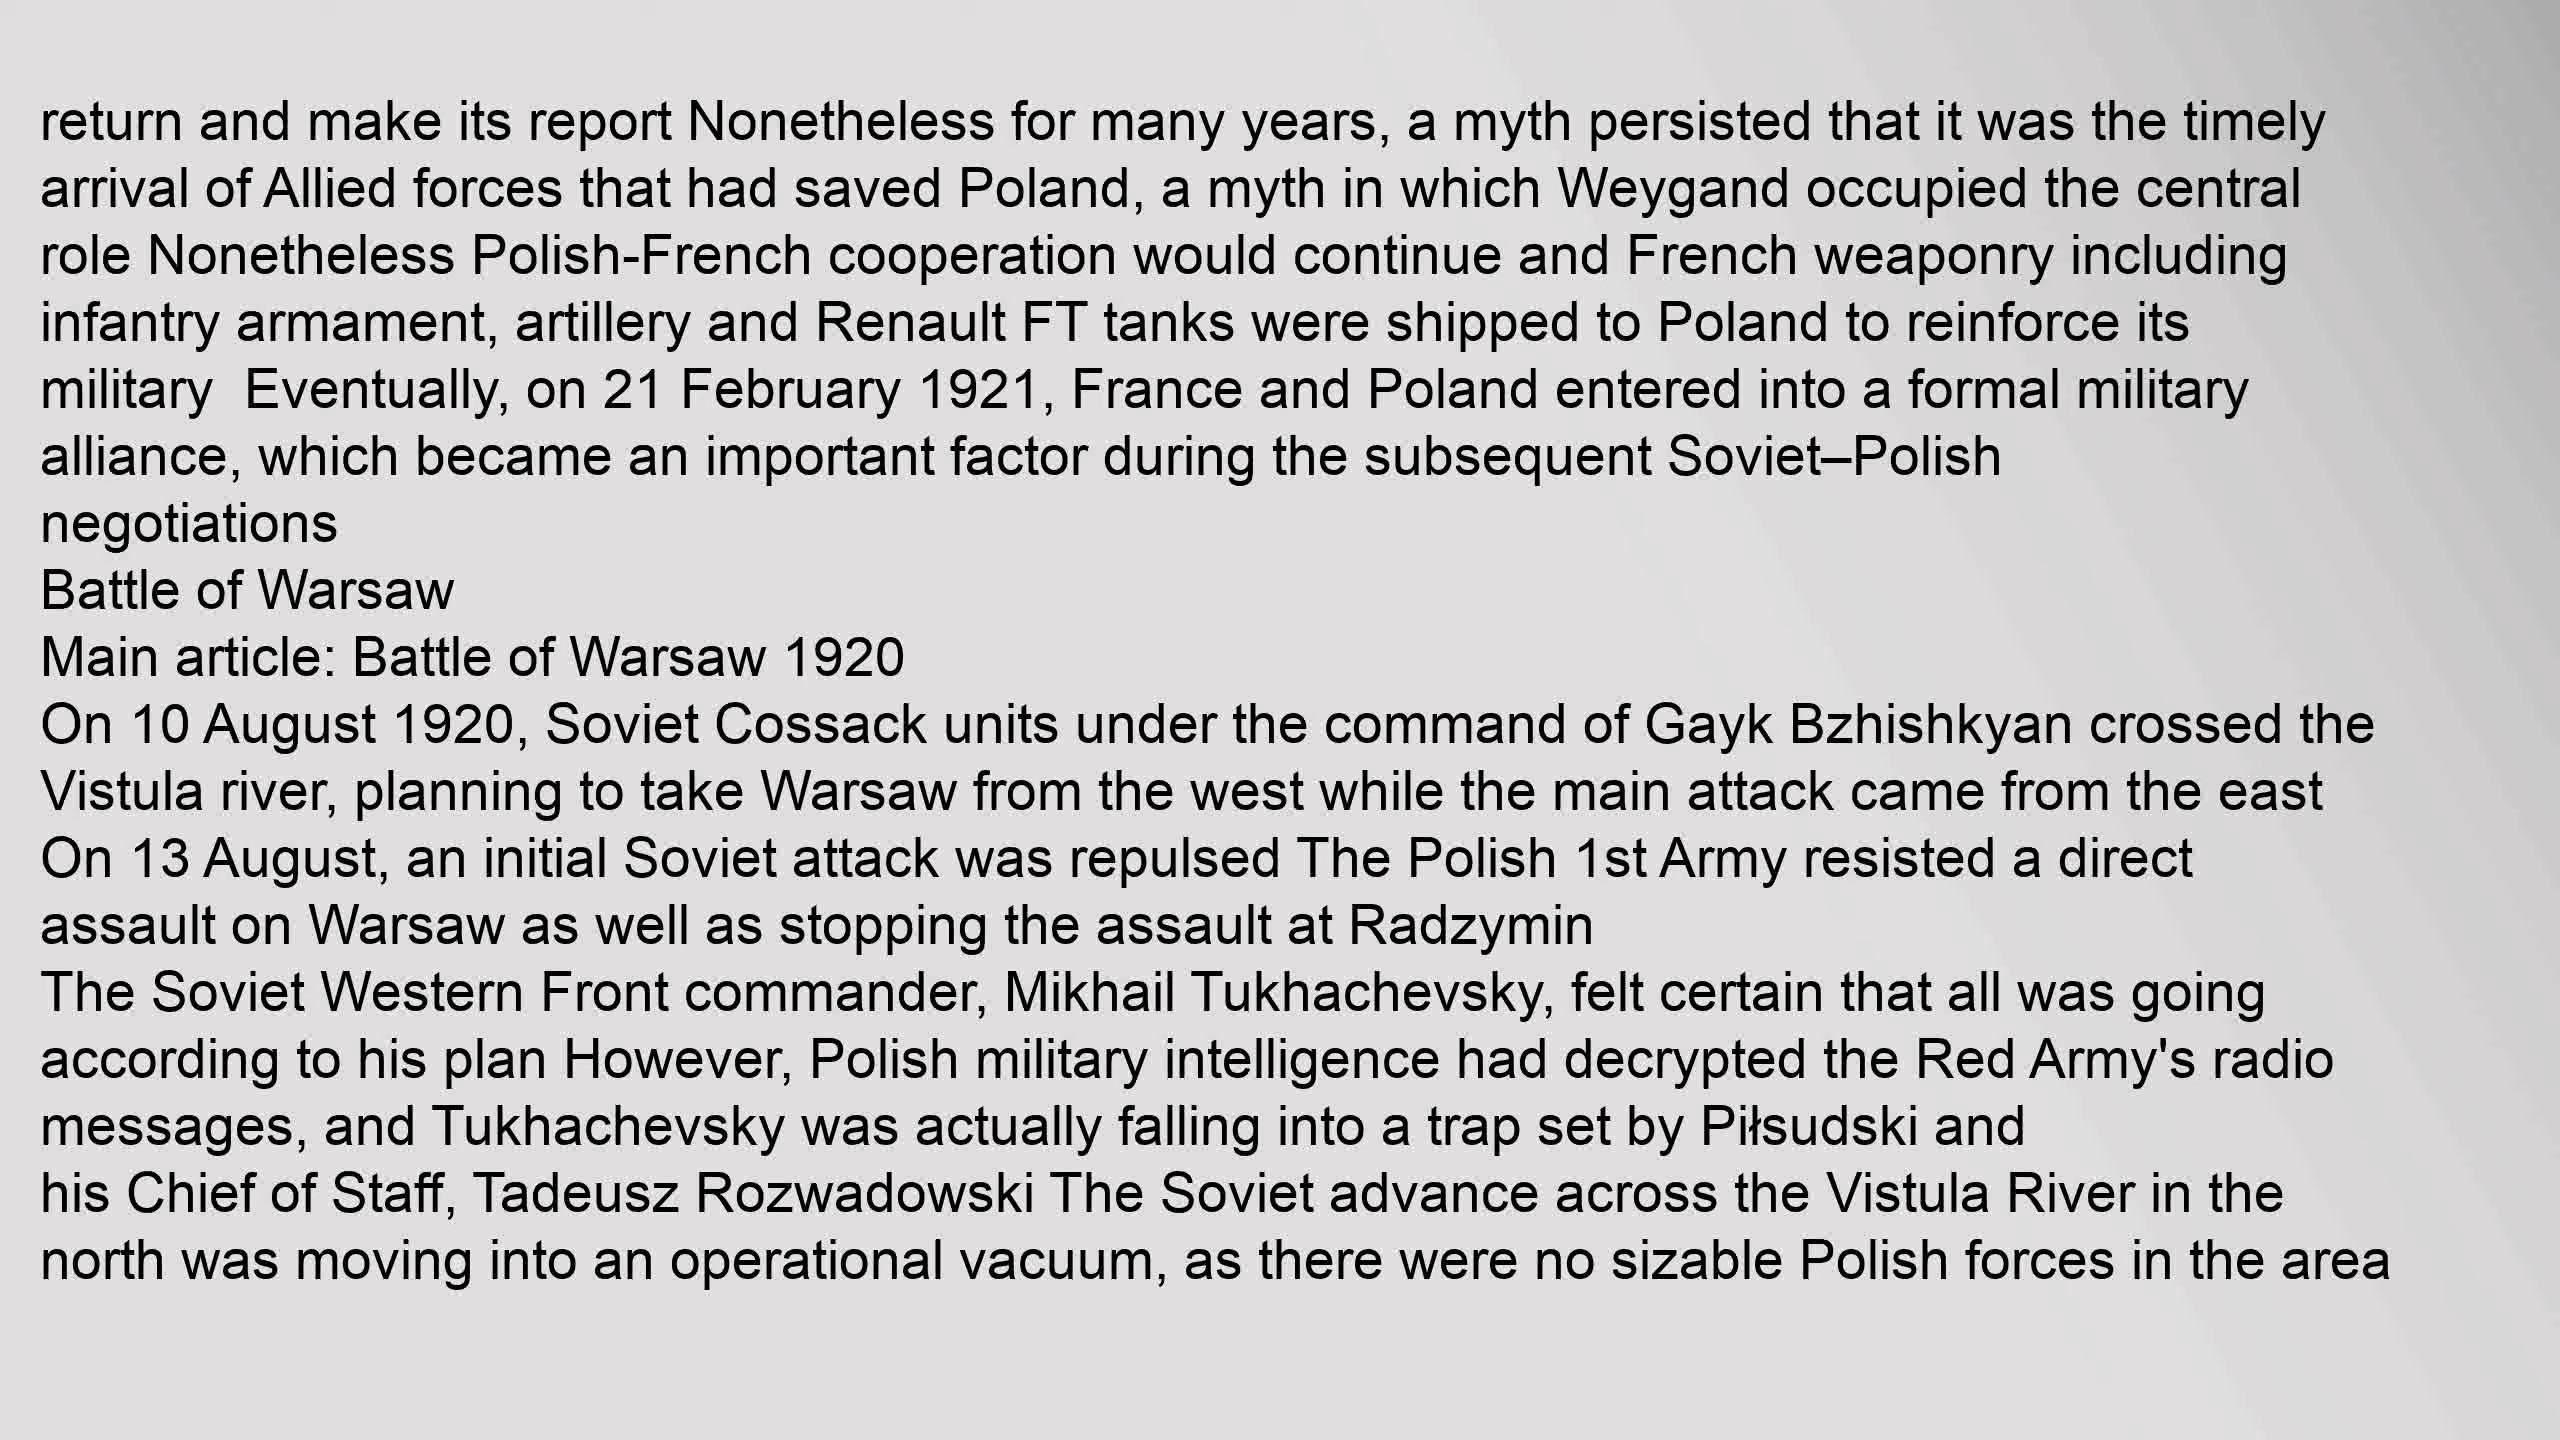 return and make its report Nonetheless for many years, a myth persisted that it was the timely
arrival of Allied forces that had saved Poland, a myth in which Weygand occupied the central
role Nonetheless Polish-French cooperation would continue and French weaponry including
infantry armament, artillery and Renault FT tanks were shipped to Poland to reinforce its
military  Eventually, on 21 February 1921, France and Poland entered into a formal military
alliance, which became an important factor during the subsequent Soviet–Polish
negotiations
Battle of Warsaw
Main article: Battle of Warsaw 1920
On 10 August 1920, Soviet Cossack units under the command of Gayk Bzhishkyan crossed the
Vistula river, planning to take Warsaw from the west while the main attack came from the east
On 13 August, an initial Soviet attack was repulsed The Polish 1st Army resisted a direct
assault on Warsaw as well as stopping the assault at Radzymin
The Soviet Western Front commander, Mikhail Tukhachevsky, felt certain that all was going
according to his plan However, Polish military intelligence had decrypted the Red Army's radio
messages, and Tukhachevsky was actually falling into a trap set by Piłsudski and
his Chief of Staff, Tadeusz Rozwadowski The Soviet advance across the Vistula River in the
north was moving into an operational vacuum, as there were no sizable Polish forces in the area